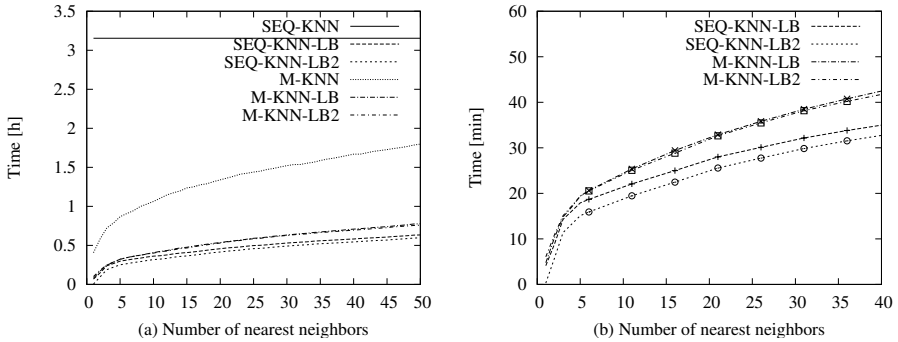 3.5
3
2.5
2
1.5
1
0.5
0
Time [h]
0 5 10 15 20 25 30 35 40 45 50
(a) Number of nearest neighbors
SEQ-KNN
SEQ-KNN-LB
SEQ-KNN-LB2
M-KNN
M-KNN-LB
M-KNN-LB2
60
50
40
30
20
10
0
Time [min]
0 5 10 15 20 25 30 35 40
(b) Number of nearest neighbors
SEQ-KNN-LB
SEQ-KNN-LB2
M-KNN-LB
M-KNN-LB2